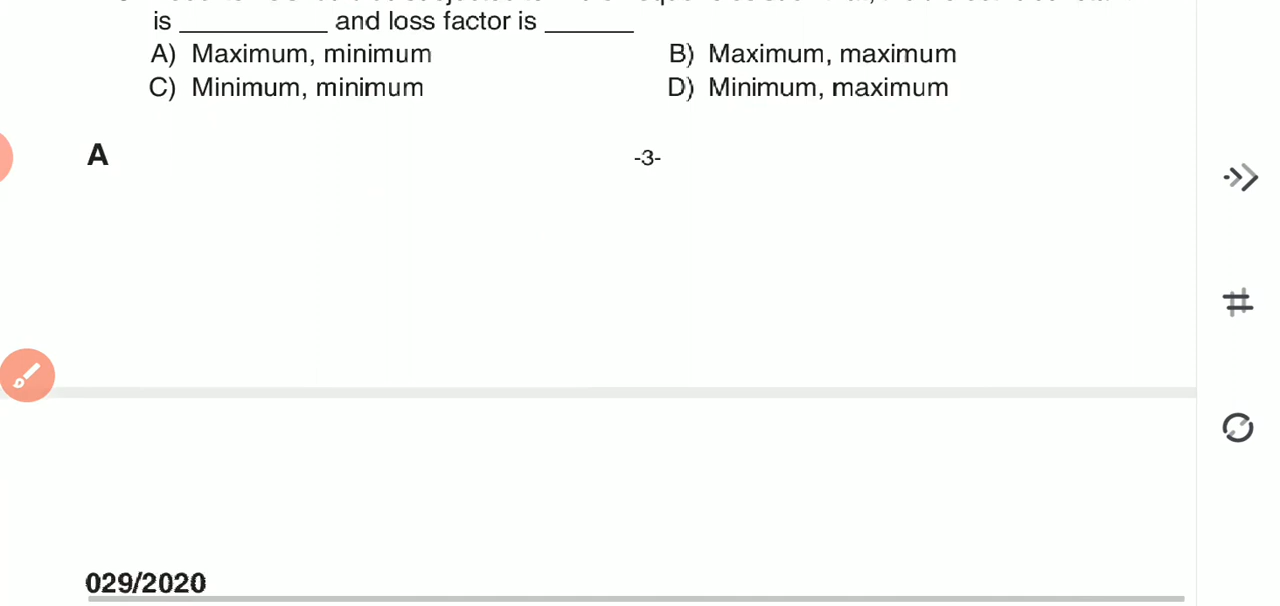 is __________ and loss factor is ______
A) Maximum, minimum B) Maximum, maximum
C) Minimum, minimum D) Minimum, maximum
A -3-
029/2020